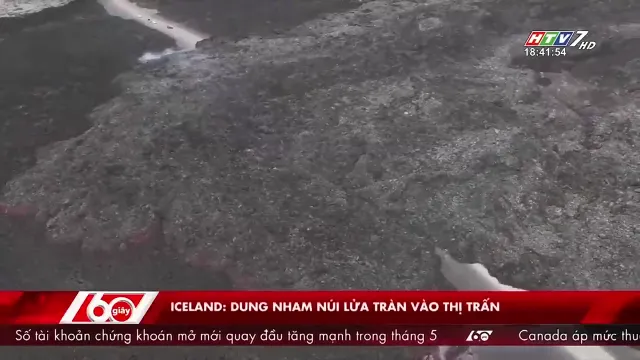 HTV7 HD
18:41:54
60 giây
ICELAND: DUNG NHAM NÚI LỬA TRÀN VÀO THỊ TRẤN
Số tài khoản chứng khoán mở mới quay đầu tăng mạnh trong tháng 5 60 Canada áp mức thu